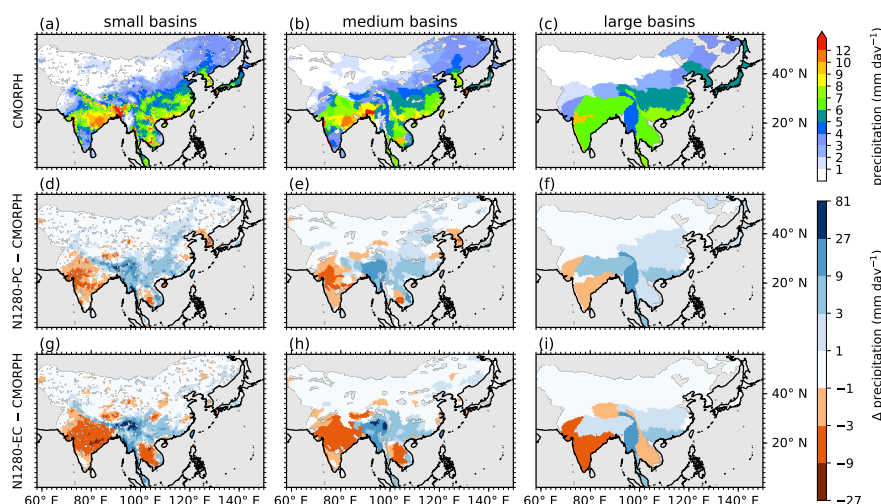 small basins medium basins large basins
(a) (b) (c)
CMORPH
40° N
20° N
12
10
9
8
7
6
5
4
3
2
1
precipitation (mm day⁻¹)
(d) (e) (f)
N1280-PC − CMORPH
40° N
20° N
(g) (h) (i)
N1280-EC − CMORPH
40° N
20° N
81
27
9
3
1
−1
−3
−9
−27
Δ precipitation (mm day⁻¹)
60° E 80° E 100° E 120° E 140° E 60° E 80° E 100° E 120° E 140° E 60° E 80° E 100° E 120° E 140° E